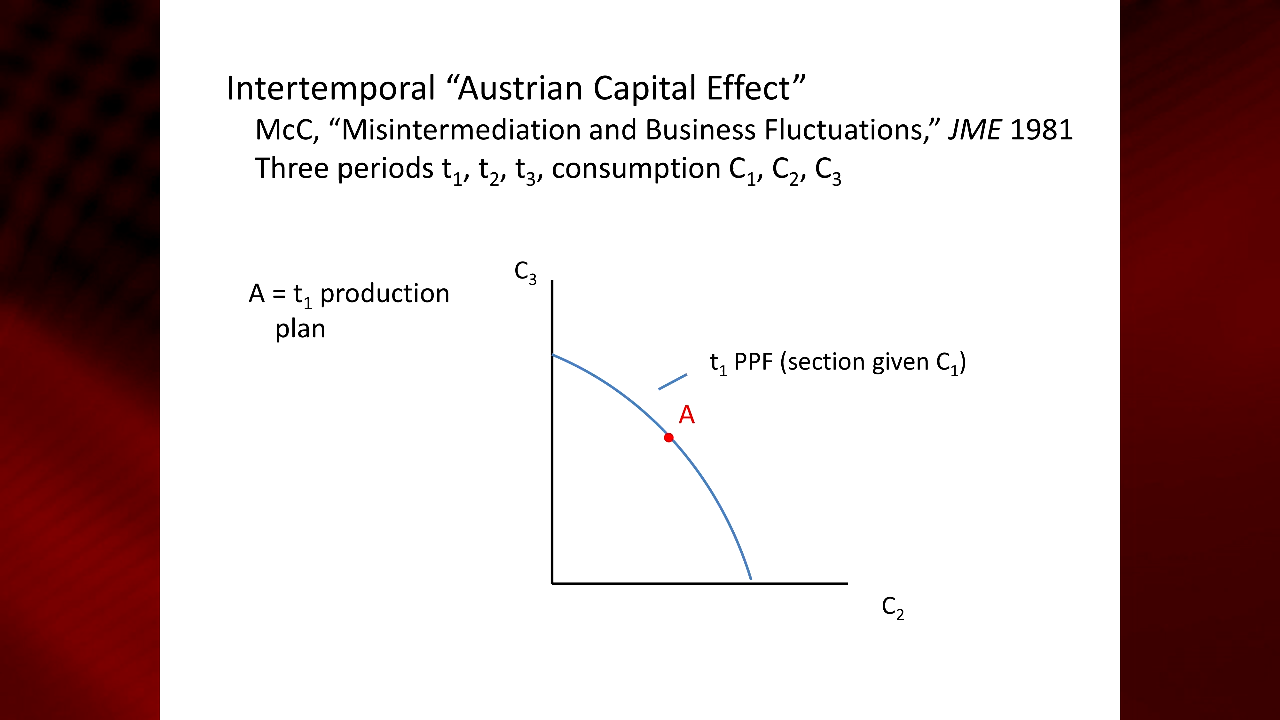 Intertemporal “Austrian Capital Effect”
McC, “Misintermediation and Business Fluctuations,” JME 1981
Three periods t₁, t₂, t₃, consumption C₁, C₂, C₃
C₃
A = t₁ production
plan
t₁ PPF (section given C₁)
A
C₂